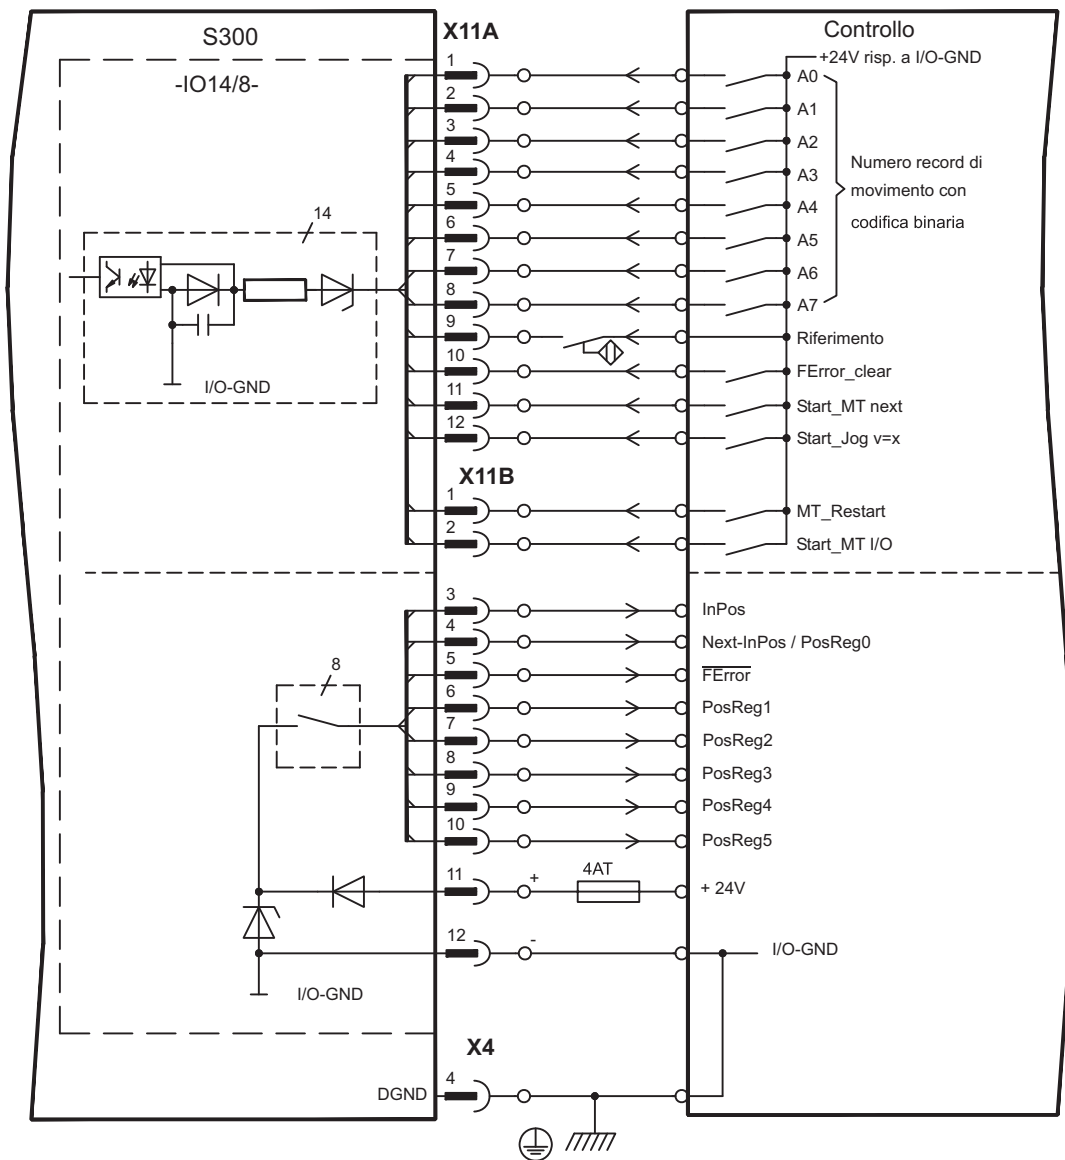 S300
-IO14/8-
X11A
Controllo
+24V risp. a I/O-GND
1
A0
2
A1
3
A2
4
A3
5
A4
6
A5
7
A6
8
A7
Numero record di
movimento con
codifica binaria
14
I/O-GND
9
Riferimento
10
FError_clear
11
Start_MT next
12
Start_Jog v=x
X11B
1
MT_Restart
2
Start_MT I/O
3
InPos
4
Next-InPos / PosReg0
5
FError
6
PosReg1
7
PosReg2
8
PosReg3
9
PosReg4
10
PosReg5
8
11
+
4AT
+ 24V
12
-
I/O-GND
I/O-GND
X4
4
DGND